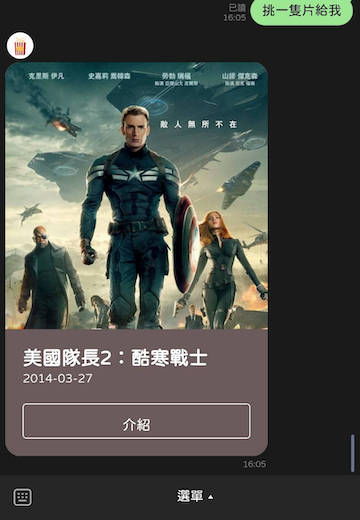 已讀
16:05
挑一隻片給我
克里斯 伊凡
史嘉莉 喬韓森
勞勃 瑞福
山謬 傑克森
敵人無所不在
美國隊長2：酷寒戰士
2014-03-27
介紹
16:05
選單